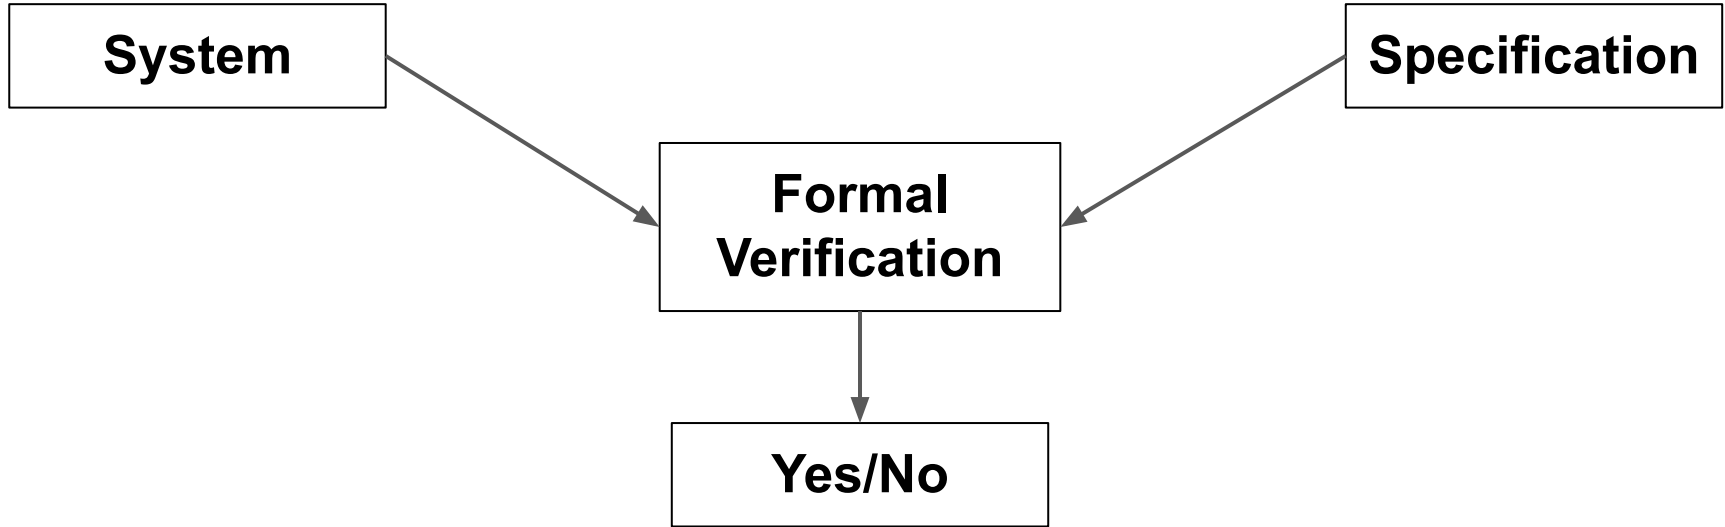 System
Specification
Formal
Verification
Yes/No